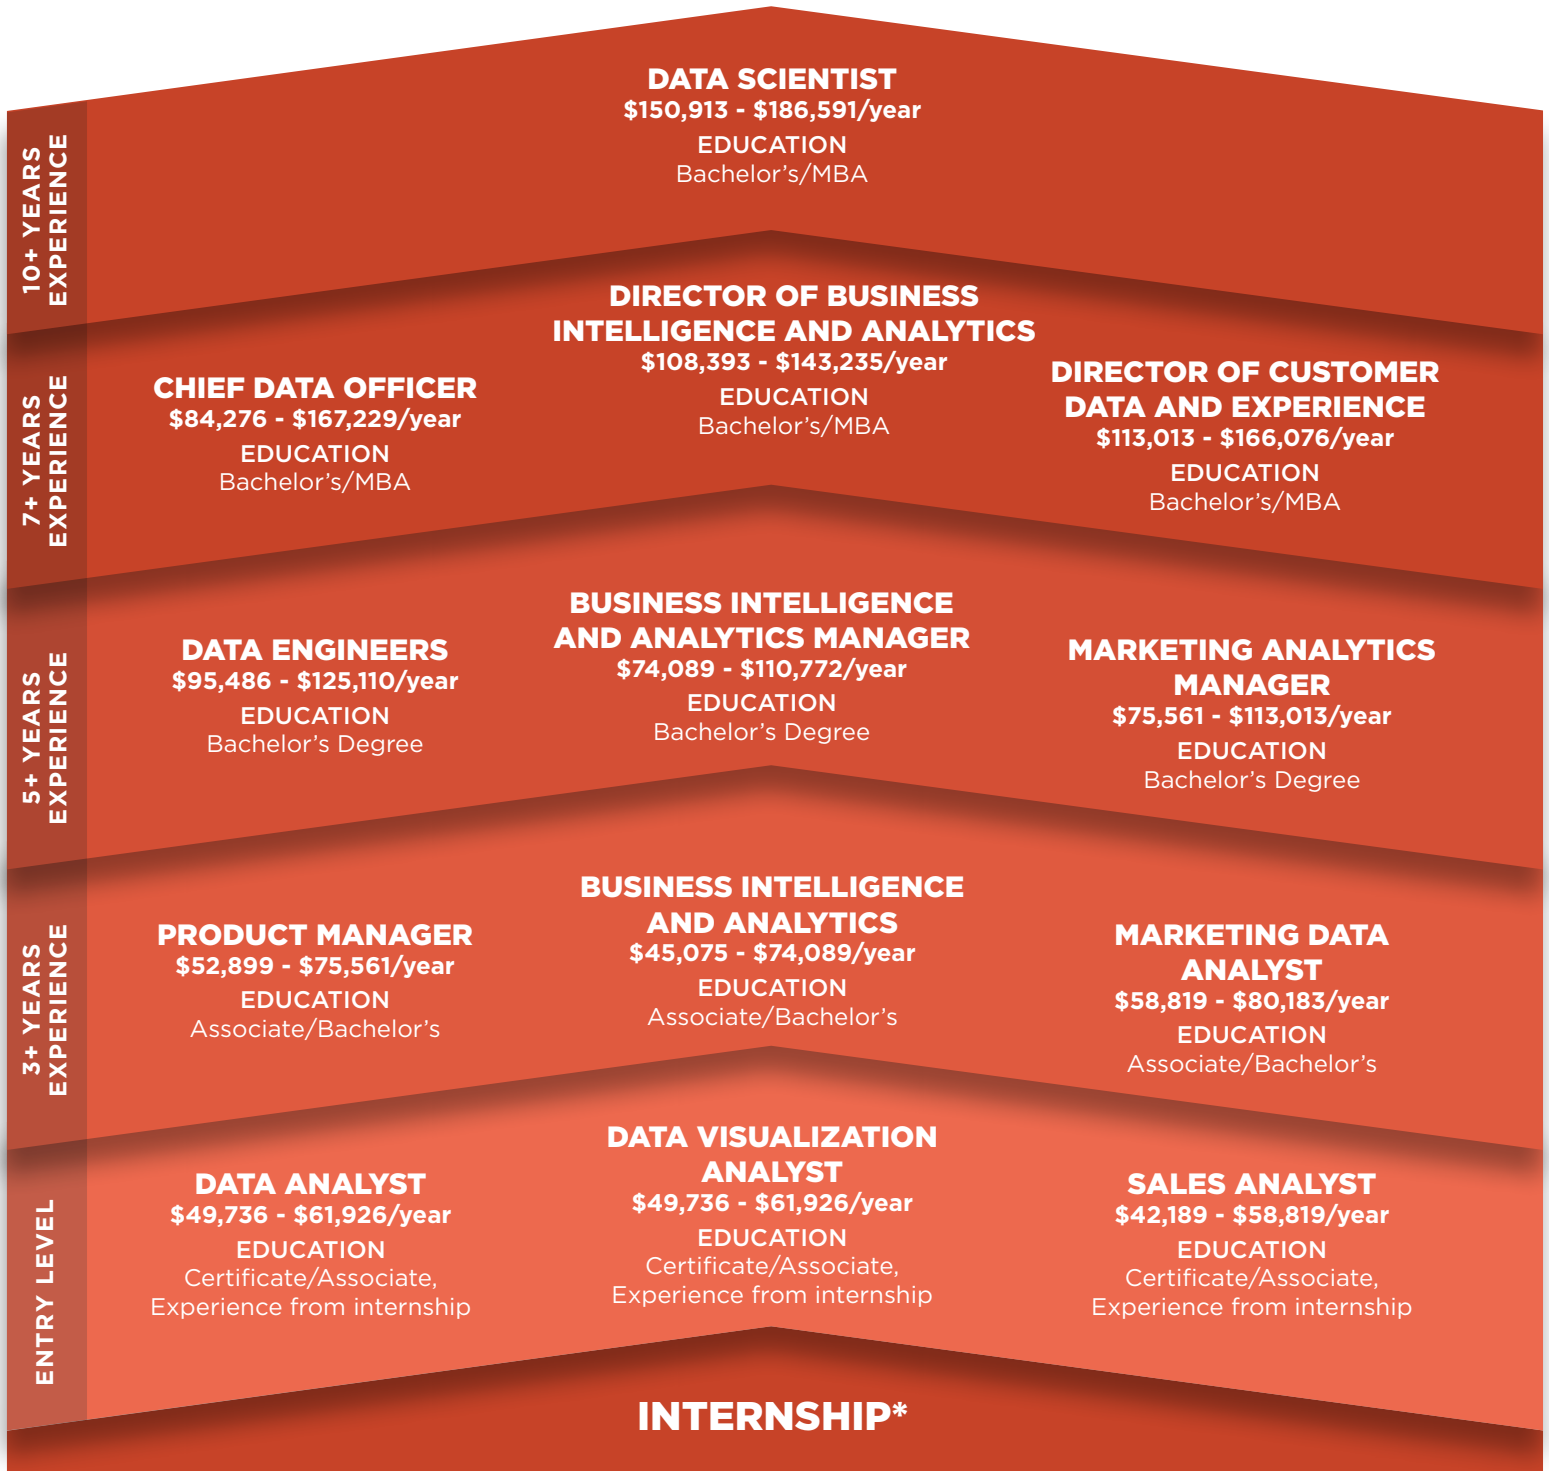 DATA SCIENTIST
$150,913 - $186,591/year
EDUCATION
Bachelor’s/MBA
10+ YEARS
EXPERIENCE
DIRECTOR OF BUSINESS
INTELLIGENCE AND ANALYTICS
$108,393 - $143,235/year
EDUCATION
Bachelor’s/MBA
CHIEF DATA OFFICER
$84,276 - $167,229/year
EDUCATION
Bachelor’s/MBA
DIRECTOR OF CUSTOMER
DATA AND EXPERIENCE
$113,013 - $166,076/year
EDUCATION
Bachelor’s/MBA
7+ YEARS
EXPERIENCE
BUSINESS INTELLIGENCE
AND ANALYTICS MANAGER
$74,089 - $110,772/year
EDUCATION
Bachelor’s Degree
DATA ENGINEERS
$95,486 - $125,110/year
EDUCATION
Bachelor’s Degree
MARKETING ANALYTICS
MANAGER
$75,561 - $113,013/year
EDUCATION
Bachelor’s Degree
5+ YEARS
EXPERIENCE
BUSINESS INTELLIGENCE
AND ANALYTICS
$45,075 - $74,089/year
EDUCATION
Associate/Bachelor’s
PRODUCT MANAGER
$52,899 - $75,561/year
EDUCATION
Associate/Bachelor’s
MARKETING DATA
ANALYST
$58,819 - $80,183/year
EDUCATION
Associate/Bachelor’s
3+ YEARS
EXPERIENCE
DATA VISUALIZATION
ANALYST
$49,736 - $61,926/year
EDUCATION
Certificate/Associate,
Experience from internship
DATA ANALYST
$49,736 - $61,926/year
EDUCATION
Certificate/Associate,
Experience from internship
SALES ANALYST
$42,189 - $58,819/year
EDUCATION
Certificate/Associate,
Experience from internship
ENTRY LEVEL
INTERNSHIP*